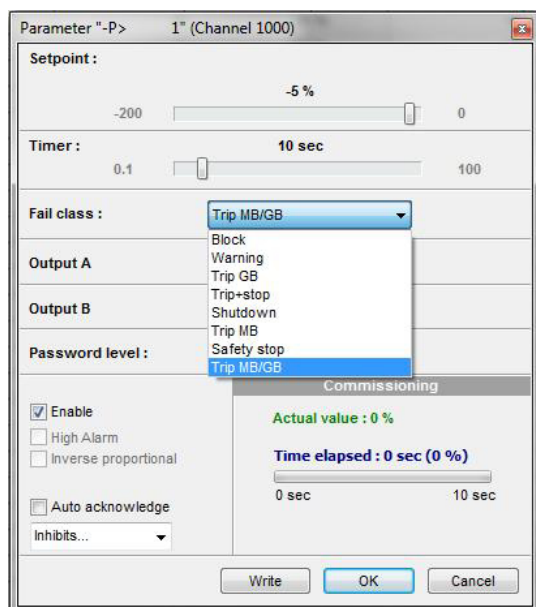 Parameter "-P> 1" (Channel 1000)
Setpoint :
-5 %
-200 0
Timer : 10 sec
0.1 100
Fail class : Trip MB/GB
Block
Warning
Trip GB
Trip+stop
Shutdown
Trip MB
Safety stop
Trip MB/GB
Output A
Output B
Password level :
Enable
High Alarm
Inverse proportional
Auto acknowledge
Inhibits...
Commissioning
Actual value : 0 %
Time elapsed : 0 sec (0 %)
0 sec 10 sec
Write OK Cancel